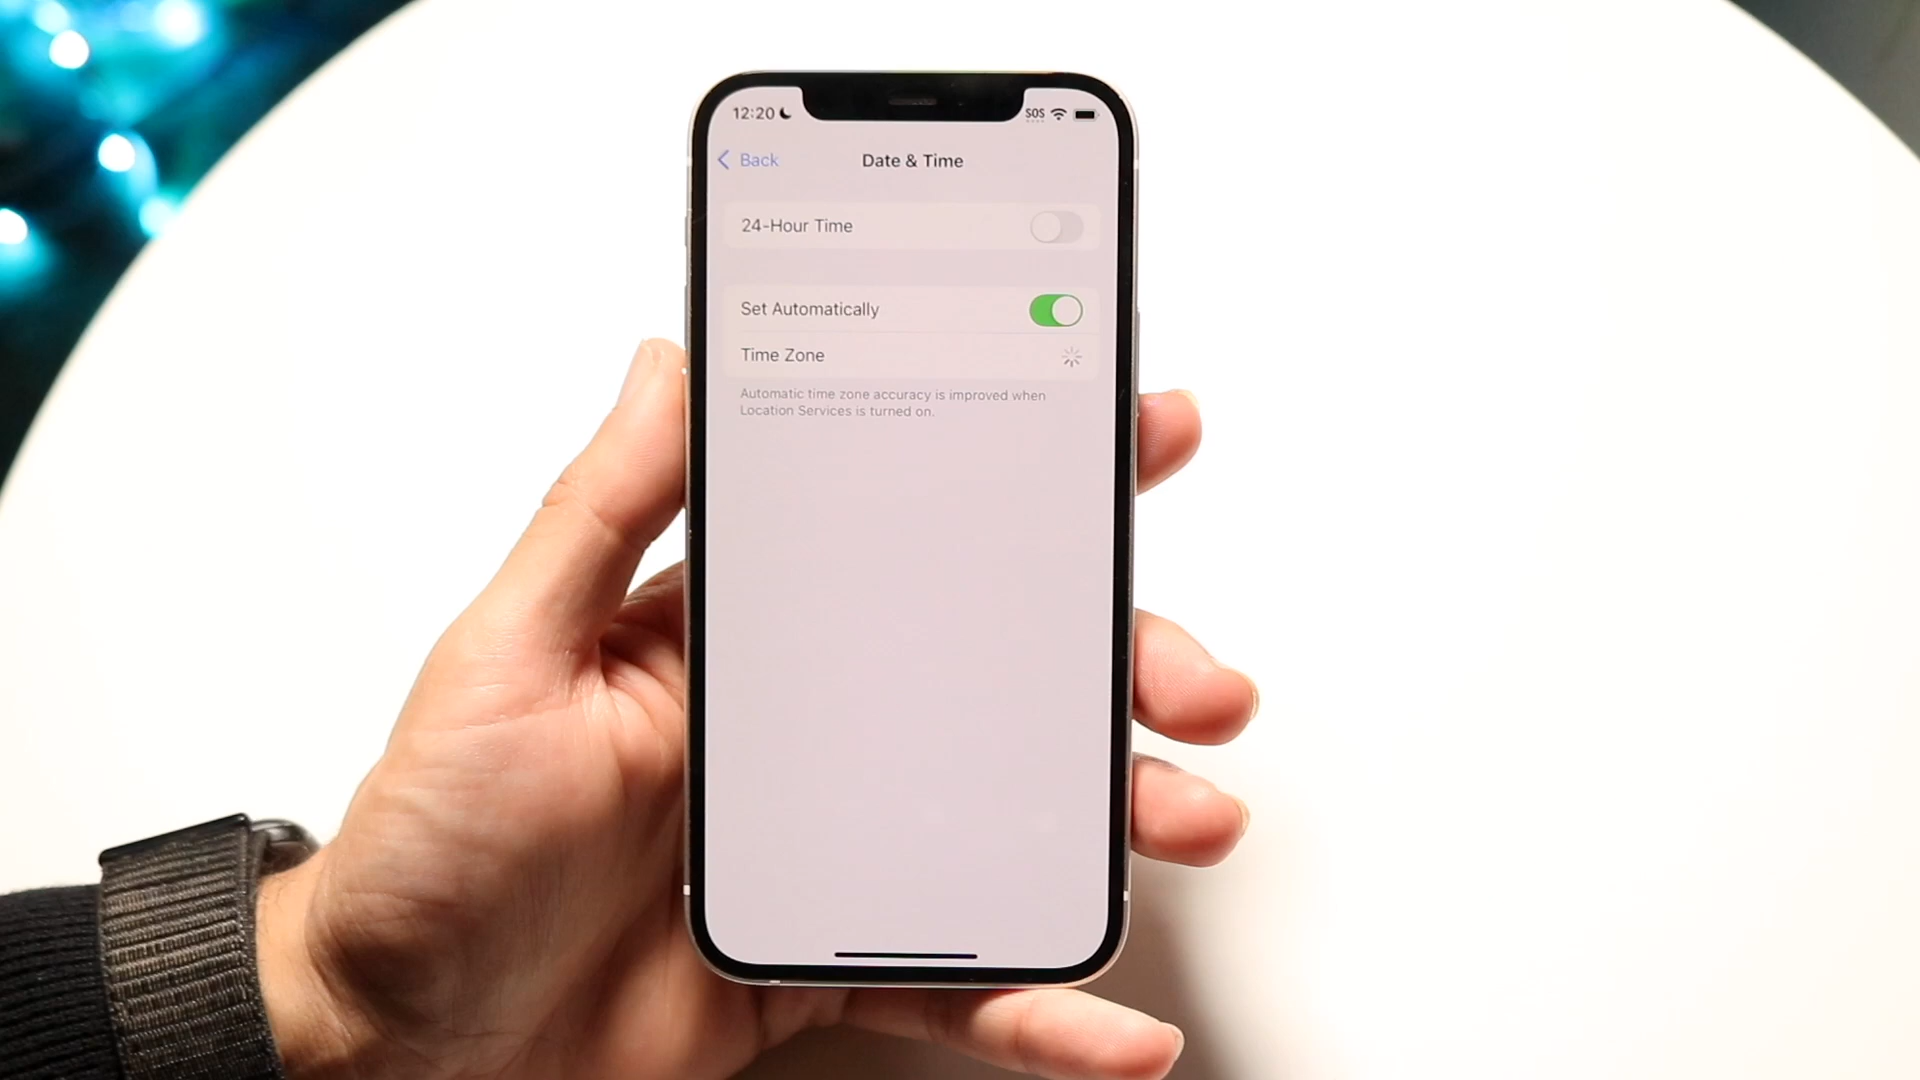 12:20
SOS
Back
Date & Time
24-Hour Time
Set Automatically
Time Zone
Automatic time zone accuracy is improved when
Location Services is turned on.